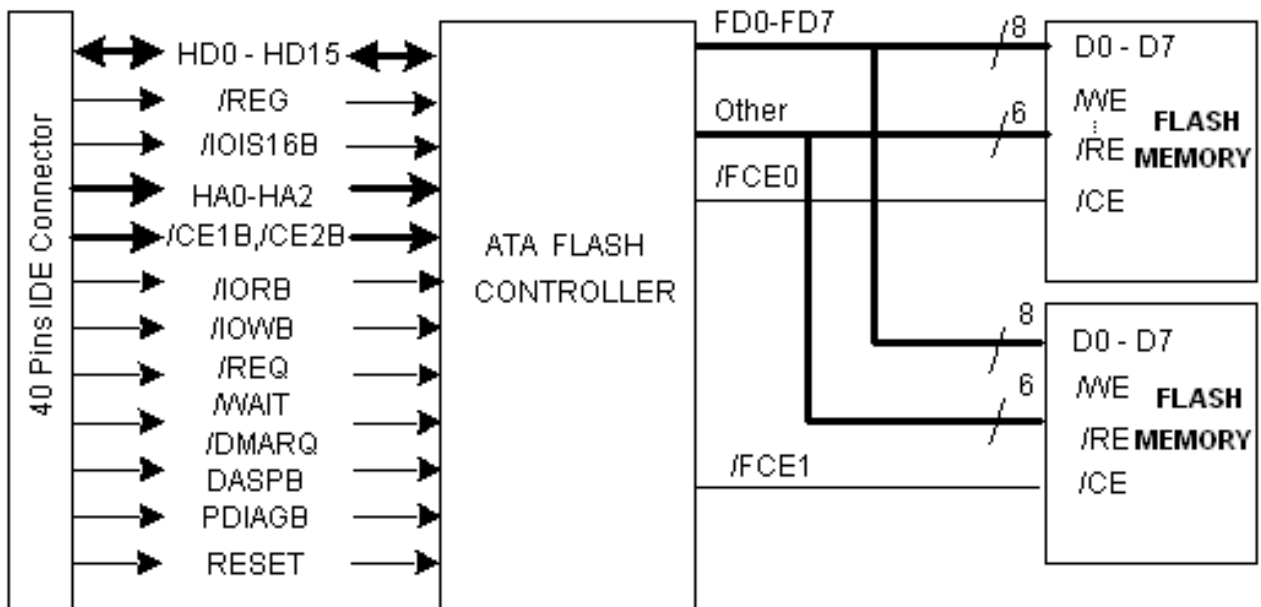 40 Pins IDE Connector
HD0 - HD15
/REG
/IOIS16B
HA0-HA2
/CE1B,/CE2B
/IORB
/IOWB
/REQ
/WAIT
/DMARQ
DASPB
PDIAGB
RESET
ATA FLASH
CONTROLLER
FD0-FD7
Other
/FCE0
/FCE1
8
6
D0 - D7
/WE
/RE
/CE
FLASH
MEMORY
8
6
D0 - D7
/WE
/RE
/CE
FLASH
MEMORY